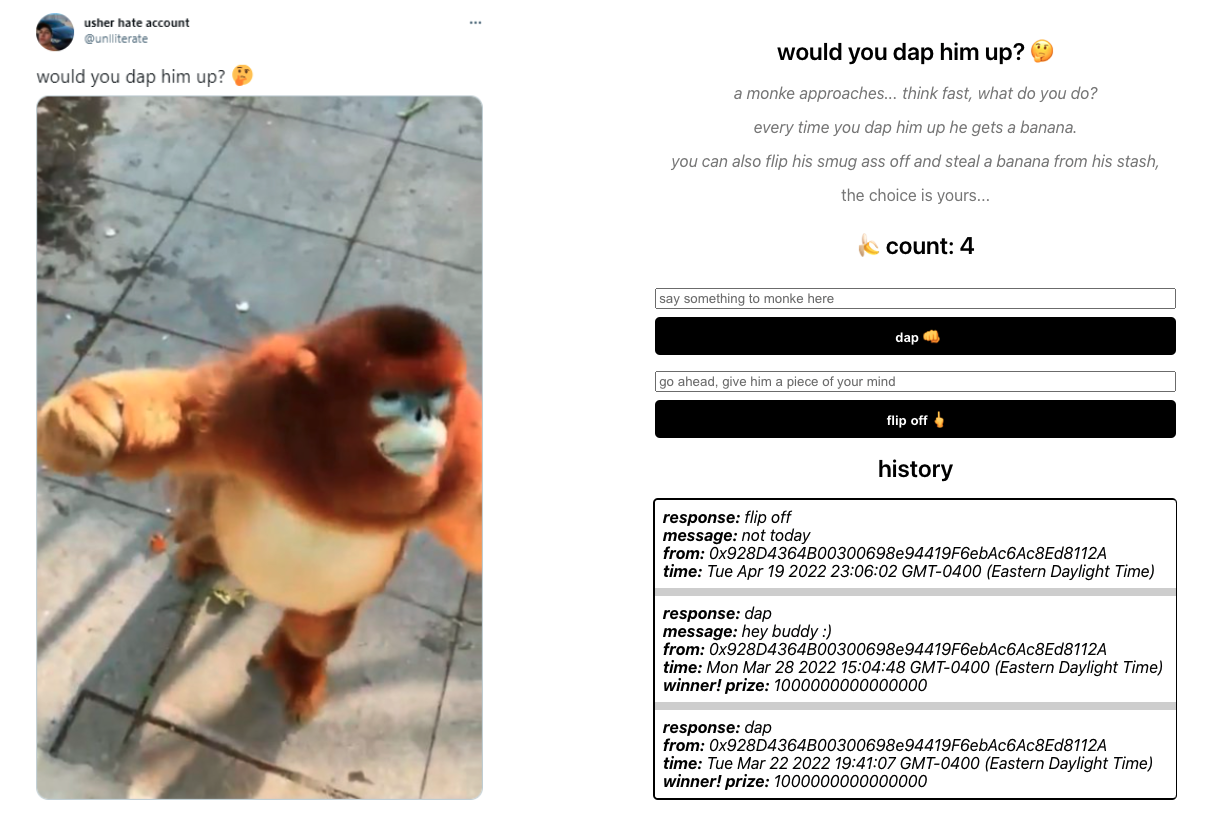 usher hate account
@unlliterate
would you dap him up? 🤔
would you dap him up? 🤔
a monke approaches... think fast, what do you do?
every time you dap him up he gets a banana.
you can also flip his smug ass off and steal a banana from his stash,
the choice is yours...
🍌 count: 4
say something to monke here
dap 👊
go ahead, give him a piece of your mind
flip off 🖕
history
response: flip off
message: not today
from: 0x928D4364B00300698e94419F6ebAc6Ac8Ed8112A
time: Tue Apr 19 2022 23:06:02 GMT-0400 (Eastern Daylight Time)
response: dap
message: hey buddy :)
from: 0x928D4364B00300698e94419F6ebAc6Ac8Ed8112A
time: Mon Mar 28 2022 15:04:48 GMT-0400 (Eastern Daylight Time)
winner! prize: 1000000000000000
response: dap
from: 0x928D4364B00300698e94419F6ebAc6Ac8Ed8112A
time: Tue Mar 22 2022 19:41:07 GMT-0400 (Eastern Daylight Time)
winner! prize: 1000000000000000